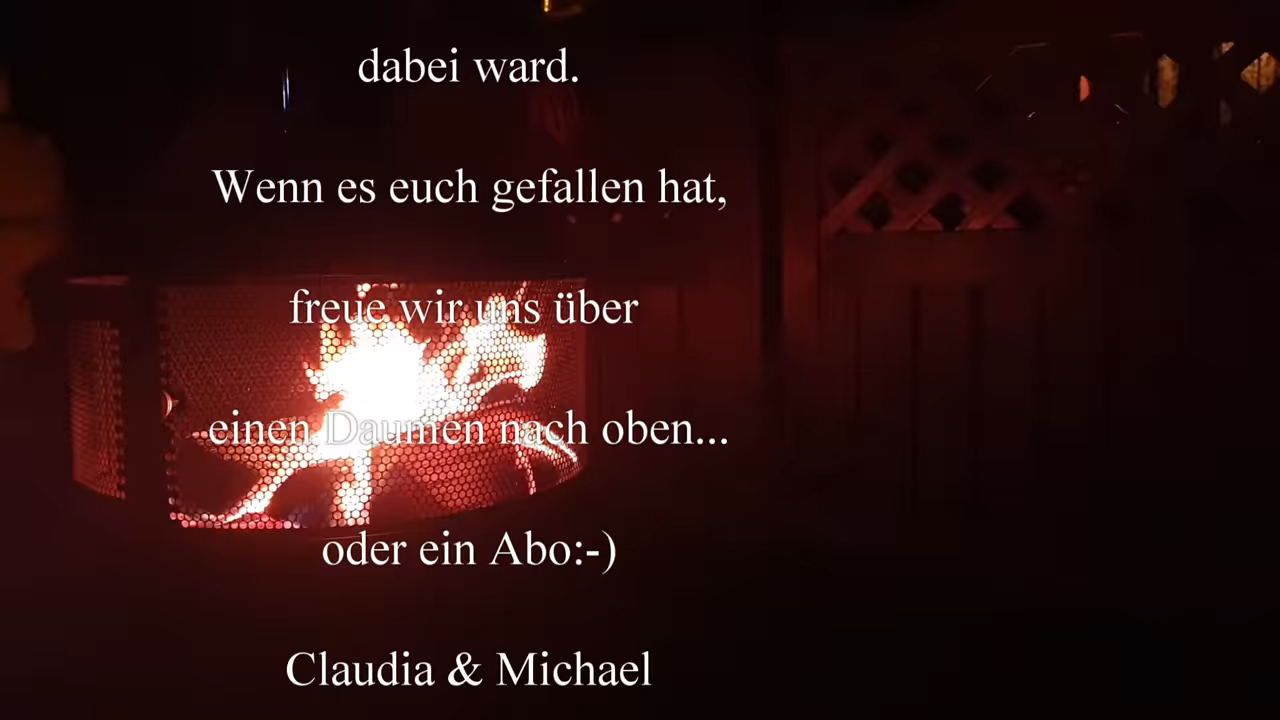 dabei ward.
Wenn es euch gefallen hat,
freue wir uns über
einen Daumen nach oben...
oder ein Abo:-)
Claudia & Michael